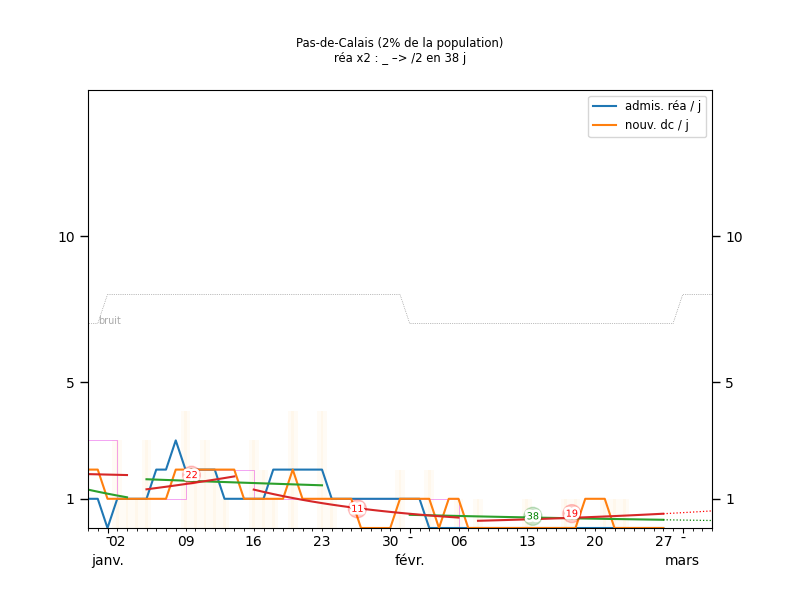 Pas-de-Calais (2% de la population)
réa x2 : _ –> /2 en 38 j
admis. réa / j
nouv. dc / j
10
10
bruit
5
5
22
11
38
19
1
1
02
09
16
23
30
06
13
20
27
janv.
févr.
mars